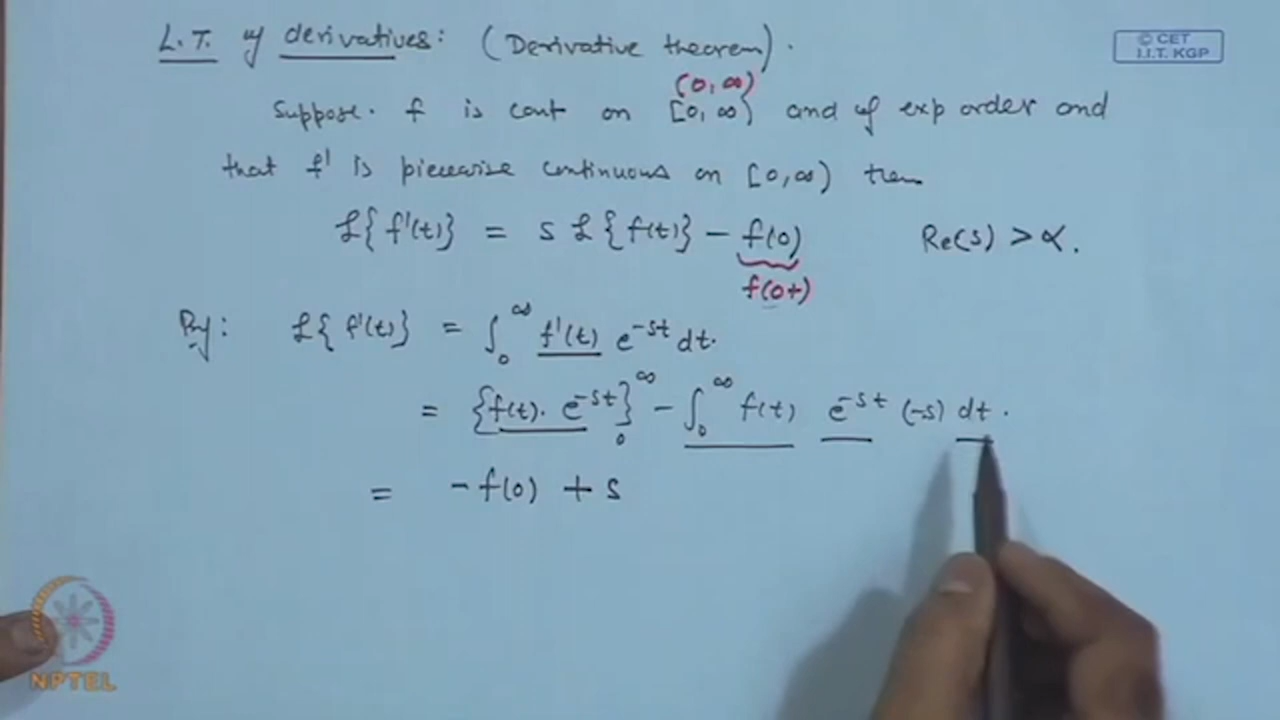 L.T. of derivatives: (Derivative theorem).
© CET
I.I.T. KGP
(0, ∞)
Suppose. f is cont on [0, ∞) and of exp order and
that f' is piecewise continuous on [0, ∞) then
ℒ{f'(t)} = s ℒ{f(t)} - f(0) Re(s) > α.
f(0+)
: ℒ{f'(t)} = ∫₀^∞ f'(t) e^{-st} dt.
= {f(t). e^{-st}}₀^∞ - ∫₀^∞ f(t) e^{-st} (-s) dt.
= - f(0) + s
NPTEL